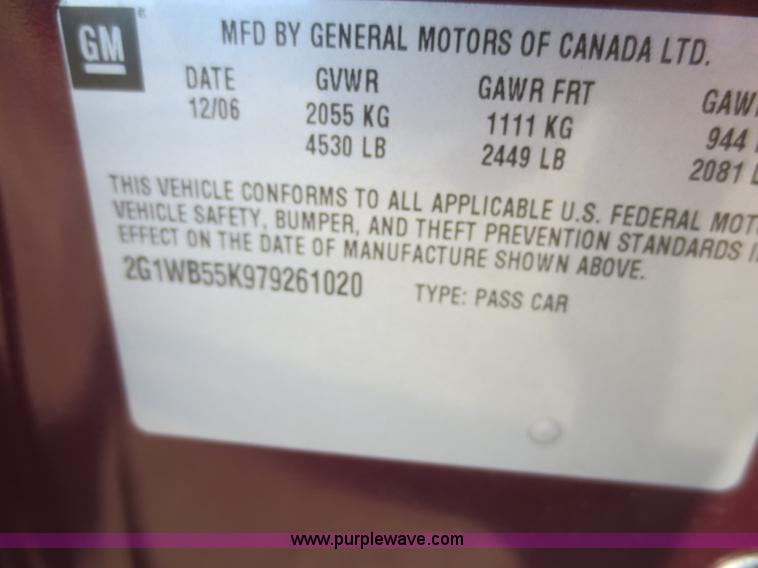 GM
MFD BY GENERAL MOTORS OF CANADA LTD.
DATE GVWR GAWR FRT GAW
12/06 2055 KG 1111 KG 944
4530 LB 2449 LB 2081 L
THIS VEHICLE CONFORMS TO ALL APPLICABLE U.S. FEDERAL MOT
VEHICLE SAFETY, BUMPER, AND THEFT PREVENTION STANDARDS I
EFFECT ON THE DATE OF MANUFACTURE SHOWN ABOVE.
2G1WB55K979261020 TYPE: PASS CAR
www.purplewave.com